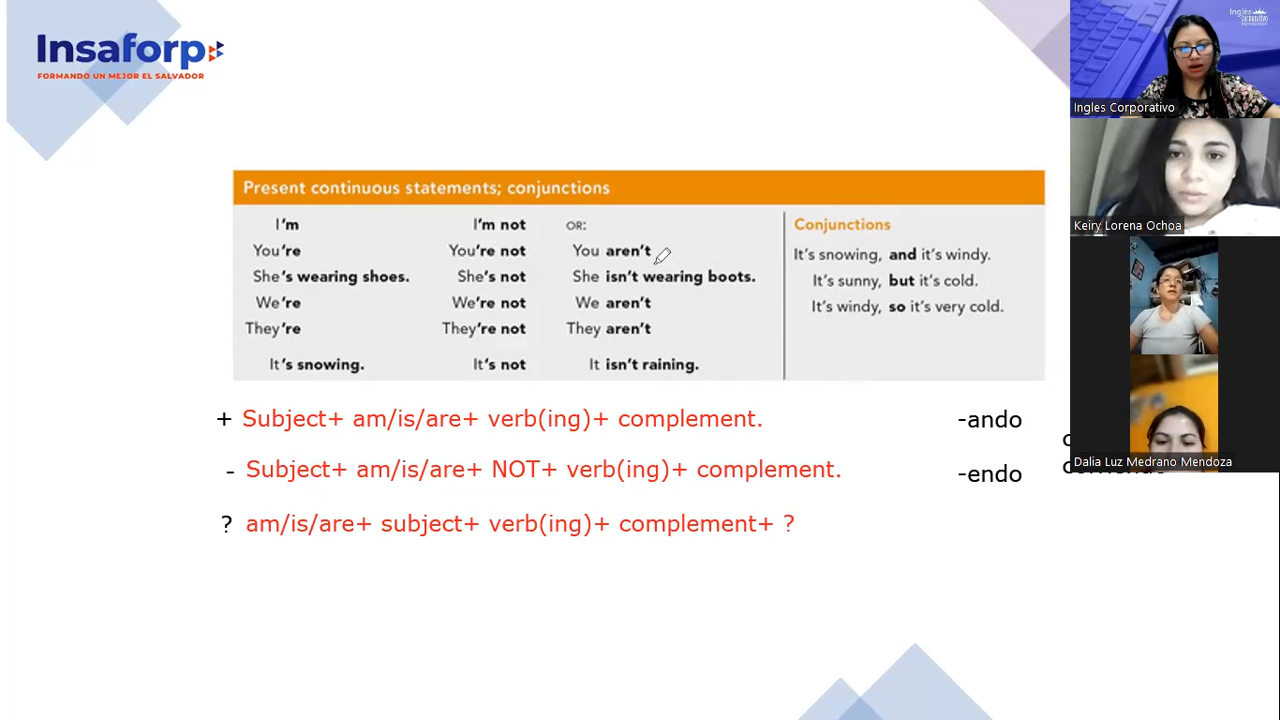 Insaforp
FORMANDO UN MEJOR EL SALVADOR
Present continuous statements; conjunctions
I'm
You're
She's wearing shoes.
We're
They're
It's snowing.
I'm not
You're not
She's not
We're not
They're not
It's not
OR:
You aren't
She isn't wearing boots.
We aren't
They aren't
It isn't raining.
Conjunctions
It's snowing, and it's windy.
It's sunny, but it's cold.
It's windy, so it's very cold.
+ Subject+ am/is/are+ verb(ing)+ complement.
- Subject+ am/is/are+ NOT+ verb(ing)+ complement.
? am/is/are+ subject+ verb(ing)+ complement+ ?
-ando
-endo
Ingles Corporativo
Keiry Lorena Ochoa
Dalia Luz Medrano Mendoza